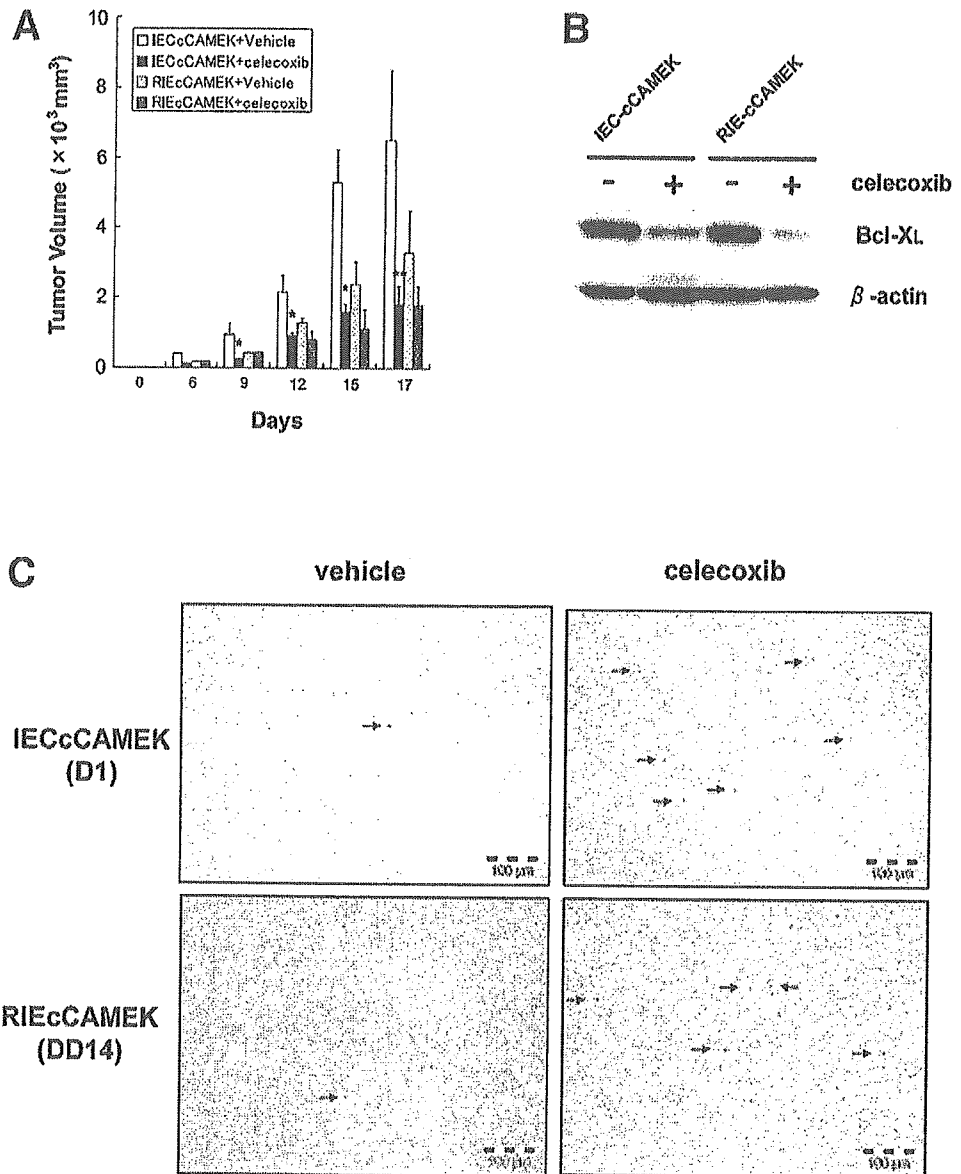 A
Tumor Volume (×10³mm³)
10
8
6
4
2
0
IECcCAMEK+Vehicle
IECcCAMEK+celecoxib
RIEcCAMEK+Vehicle
RIEcCAMEK+celecoxib
*
*
*
**
0 6 9 12 15 17
Days
B
IEC-cCAMEK RIE-cCAMEK
- + - + celecoxib
Bcl-XL
β-actin
C
vehicle celecoxib
IECcCAMEK
(D1)
100 μm
100 μm
RIEcCAMEK
(DD14)
100 μm